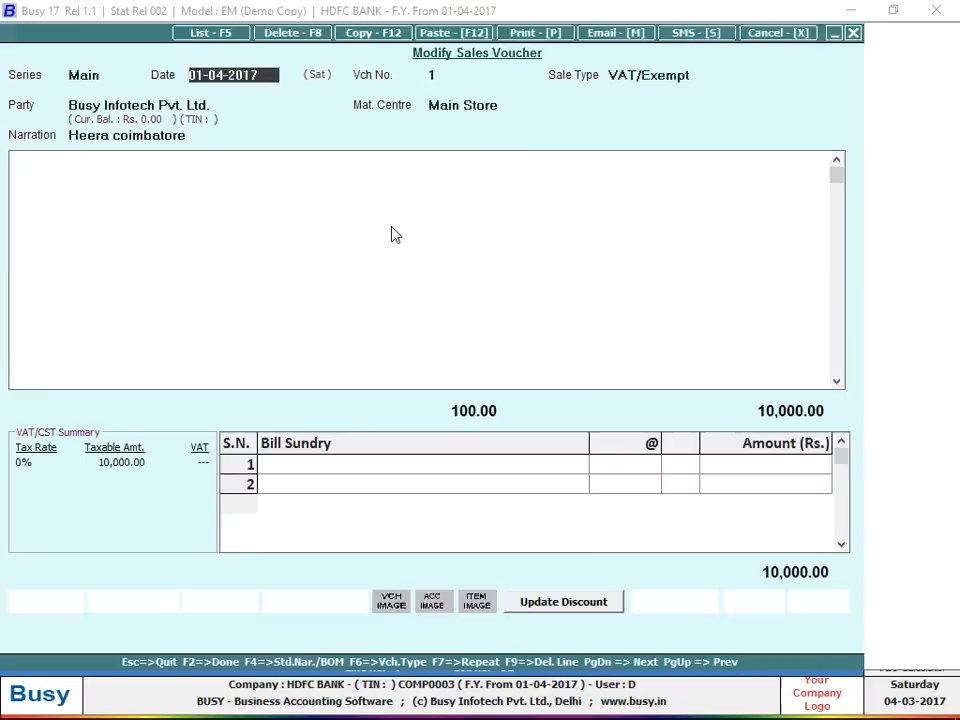 Busy 17 Rel 1.1 | Stat Rel 002 | Model : EM (Demo Copy) | HDFC BANK - F.Y. From 01-04-2017
List - F5 Delete - F8 Copy - F12 Paste - [F12] Print - [P] Email - [M] SMS - [S] Cancel - [X]
Modify Sales Voucher
Series Main Date 01-04-2017 (Sat) Vch No. 1 Sale Type VAT/Exempt
Party Busy Infotech Pvt. Ltd. Mat. Centre Main Store
( Cur. Bal. : Rs. 0.00 ) ( TIN : )
Narration Heera coimbatore
100.00 10,000.00
VAT/CST Summary
Tax Rate Taxable Amt. VAT
0% 10,000.00 ---
S.N. Bill Sundry @ Amount (Rs.)
1
2
10,000.00
VCH IMAGE ACC IMAGE ITEM IMAGE Update Discount
Esc=>Quit F2=>Done F4=>Std.Nar./BOM F6=>Vch.Type F7=>Repeat F9=>Del. Line PgDn => Next PgUp => Prev
Busy
Company : HDFC BANK - ( TIN : ) COMP0003 ( F.Y. From 01-04-2017 ) - User : D
BUSY - Business Accounting Software ; (c) Busy Infotech Pvt. Ltd., Delhi ; www.busy.in
Your
Company
Logo
Saturday
04-03-2017